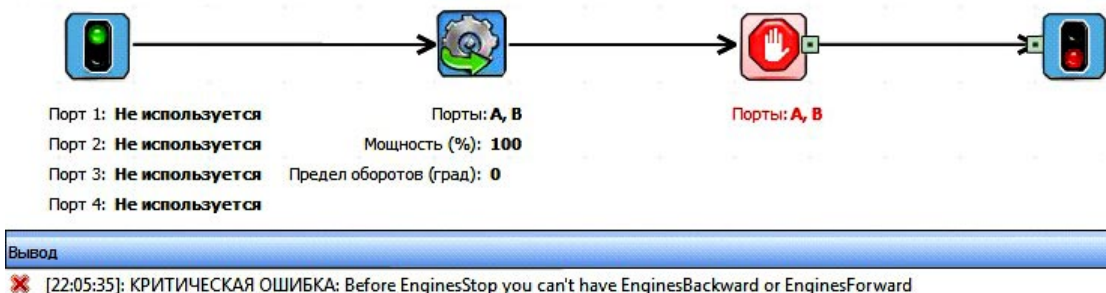 Порт 1: Не используется
Порт 2: Не используется
Порт 3: Не используется
Порт 4: Не используется
Порты: A, B
Мощность (%): 100
Предел оборотов (град): 0
Порты: A, B
Вывод
[22:05:35]: КРИТИЧЕСКАЯ ОШИБКА: Before EnginesStop you can't have EnginesBackward or EnginesForward